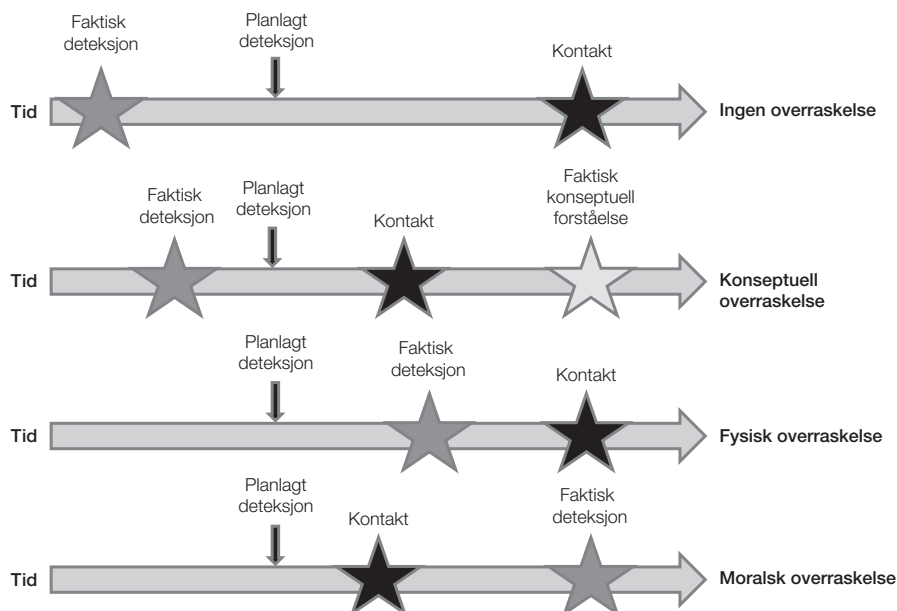 Faktisk
deteksjon
Planlagt
deteksjon
Kontakt
Tid
Ingen overraskelse
Faktisk
deteksjon
Planlagt
deteksjon
Kontakt
Faktisk
konseptuell
forståelse
Tid
Konseptuell
overraskelse
Planlagt
deteksjon
Faktisk
deteksjon
Kontakt
Tid
Fysisk overraskelse
Planlagt
deteksjon
Kontakt
Faktisk
deteksjon
Tid
Moralsk overraskelse